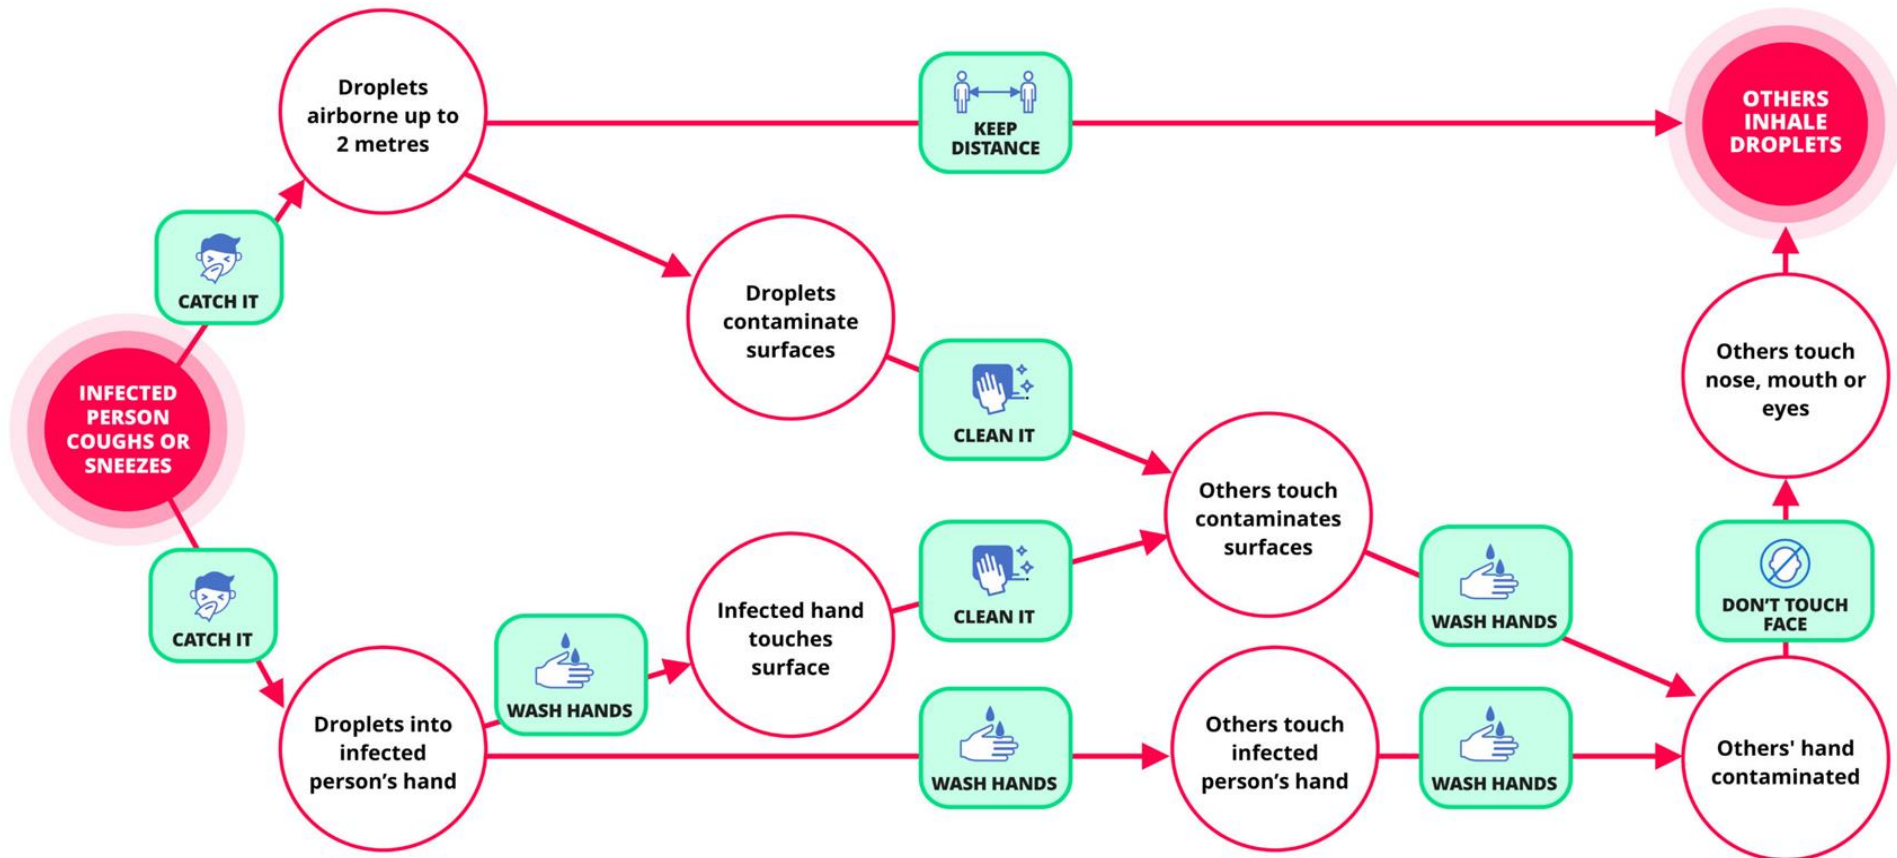 Droplets
airborne up to
2 metres
KEEP
DISTANCE
OTHERS
INHALE
DROPLETS
CATCH IT
Droplets
contaminate
surfaces
INFECTED
PERSON
COUGHS OR
SNEEZES
CLEAN IT
Others touch
nose, mouth or
eyes
Others touch
contaminates
surfaces
CATCH IT
Infected hand
touches
surface
CLEAN IT
WASH HANDS
DON'T TOUCH
FACE
WASH HANDS
Droplets into
infected
person's hand
WASH HANDS
Others touch
infected
person's hand
WASH HANDS
Others' hand
contaminated